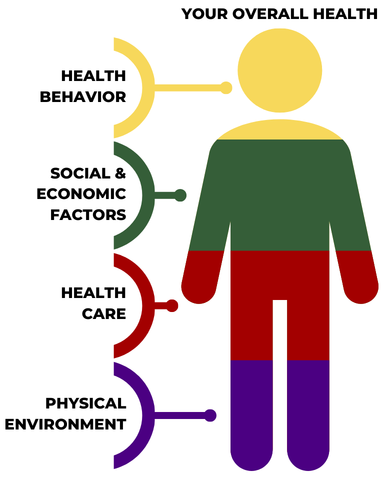 YOUR OVERALL HEALTH
HEALTH
BEHAVIOR
SOCIAL &
ECONOMIC
FACTORS
HEALTH
CARE
PHYSICAL
ENVIRONMENT